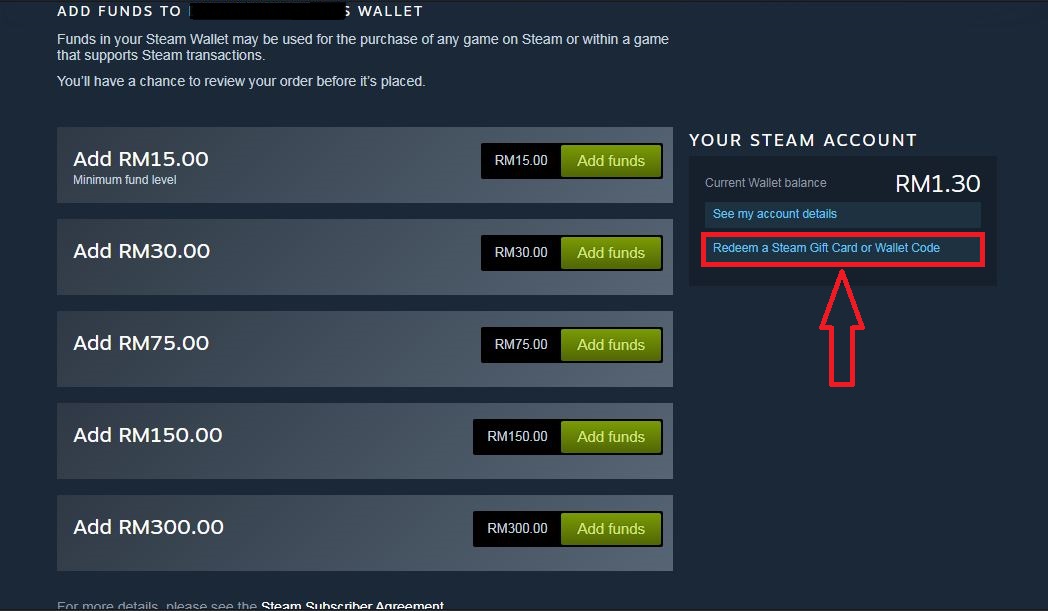 ADD FUNDS TO S WALLET
Funds in your Steam Wallet may be used for the purchase of any game on Steam or within a game
that supports Steam transactions.
You'll have a chance to review your order before it's placed.
Add RM15.00
Minimum fund level
RM15.00 Add funds
Add RM30.00
RM30.00 Add funds
Add RM75.00
RM75.00 Add funds
Add RM150.00
RM150.00 Add funds
Add RM300.00
RM300.00 Add funds
YOUR STEAM ACCOUNT
Current Wallet balance RM1.30
See my account details
Redeem a Steam Gift Card or Wallet Code
For more details, please see the Steam Subscriber Agreement